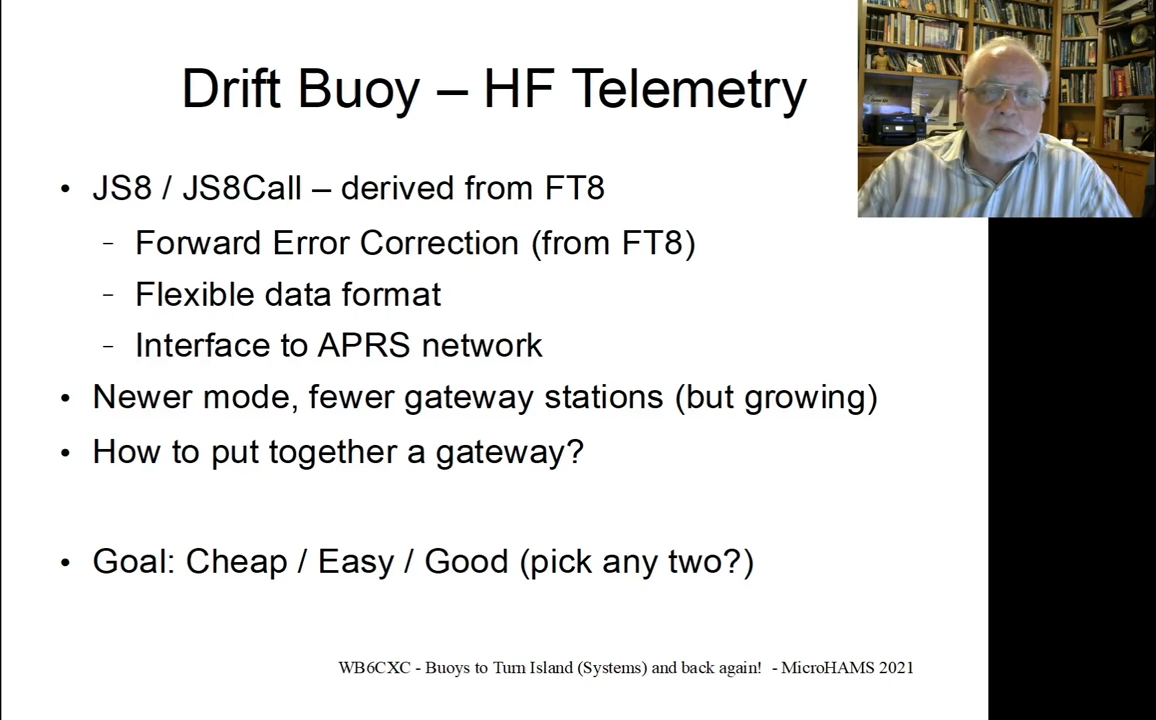 Drift Buoy – HF Telemetry
• JS8 / JS8Call – derived from FT8
– Forward Error Correction (from FT8)
– Flexible data format
– Interface to APRS network
• Newer mode, fewer gateway stations (but growing)
• How to put together a gateway?
• Goal: Cheap / Easy / Good (pick any two?)
WB6CXC - Buoys to Turn Island (Systems) and back again! - MicroHAMS 2021